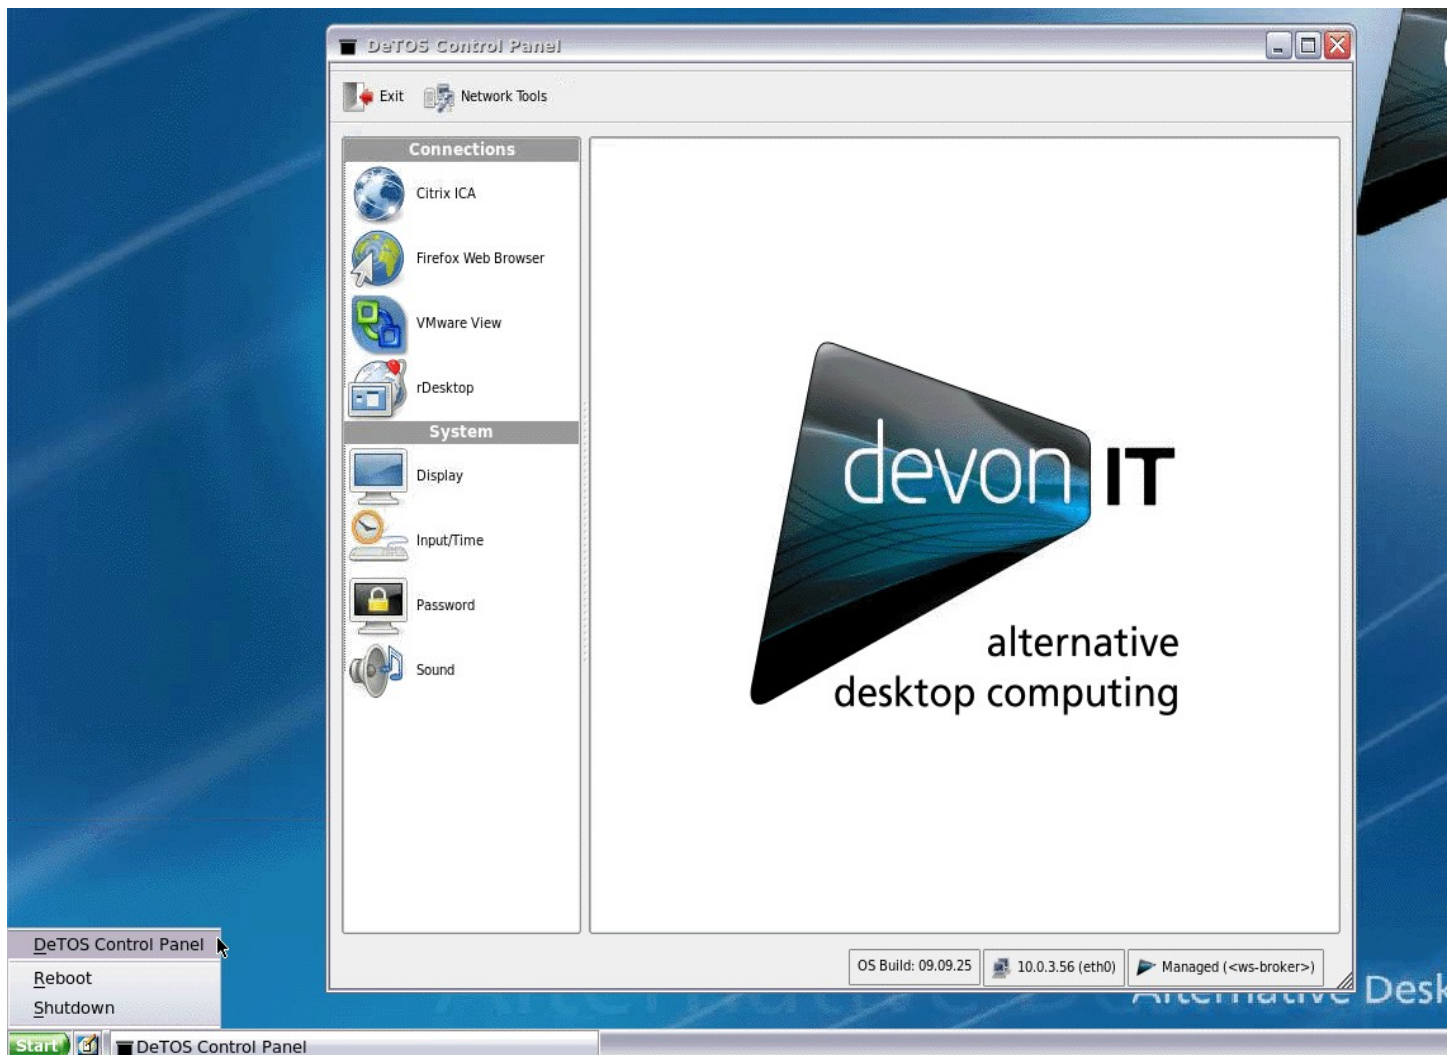 DeTOS Control Panel
Exit
Network Tools
Connections
Citrix ICA
Firefox Web Browser
VMware View
rDesktop
System
Display
Input/Time
Password
Sound
devon IT
alternative
desktop computing
OS Build: 09.09.25
10.0.3.56 (eth0)
Managed (<ws-broker>)
DeTOS Control Panel
Reboot
Shutdown
Alternative Desk
Start
DeTOS Control Panel